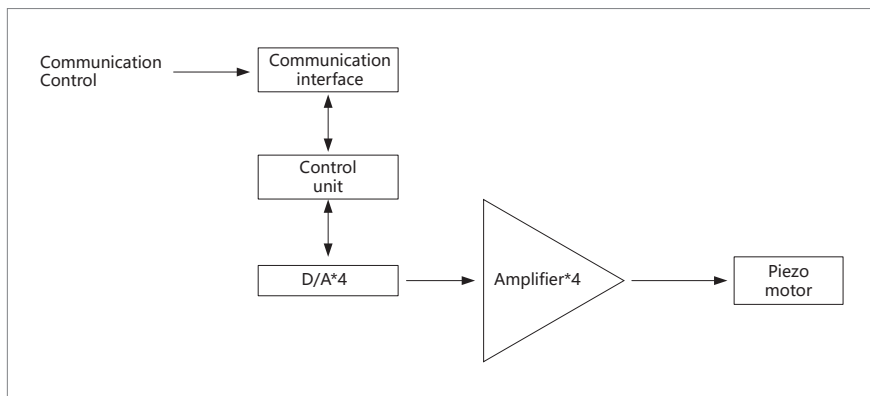 Communication
Control
Communication
interface
Control
unit
D/A*4
Amplifier*4
Piezo
motor